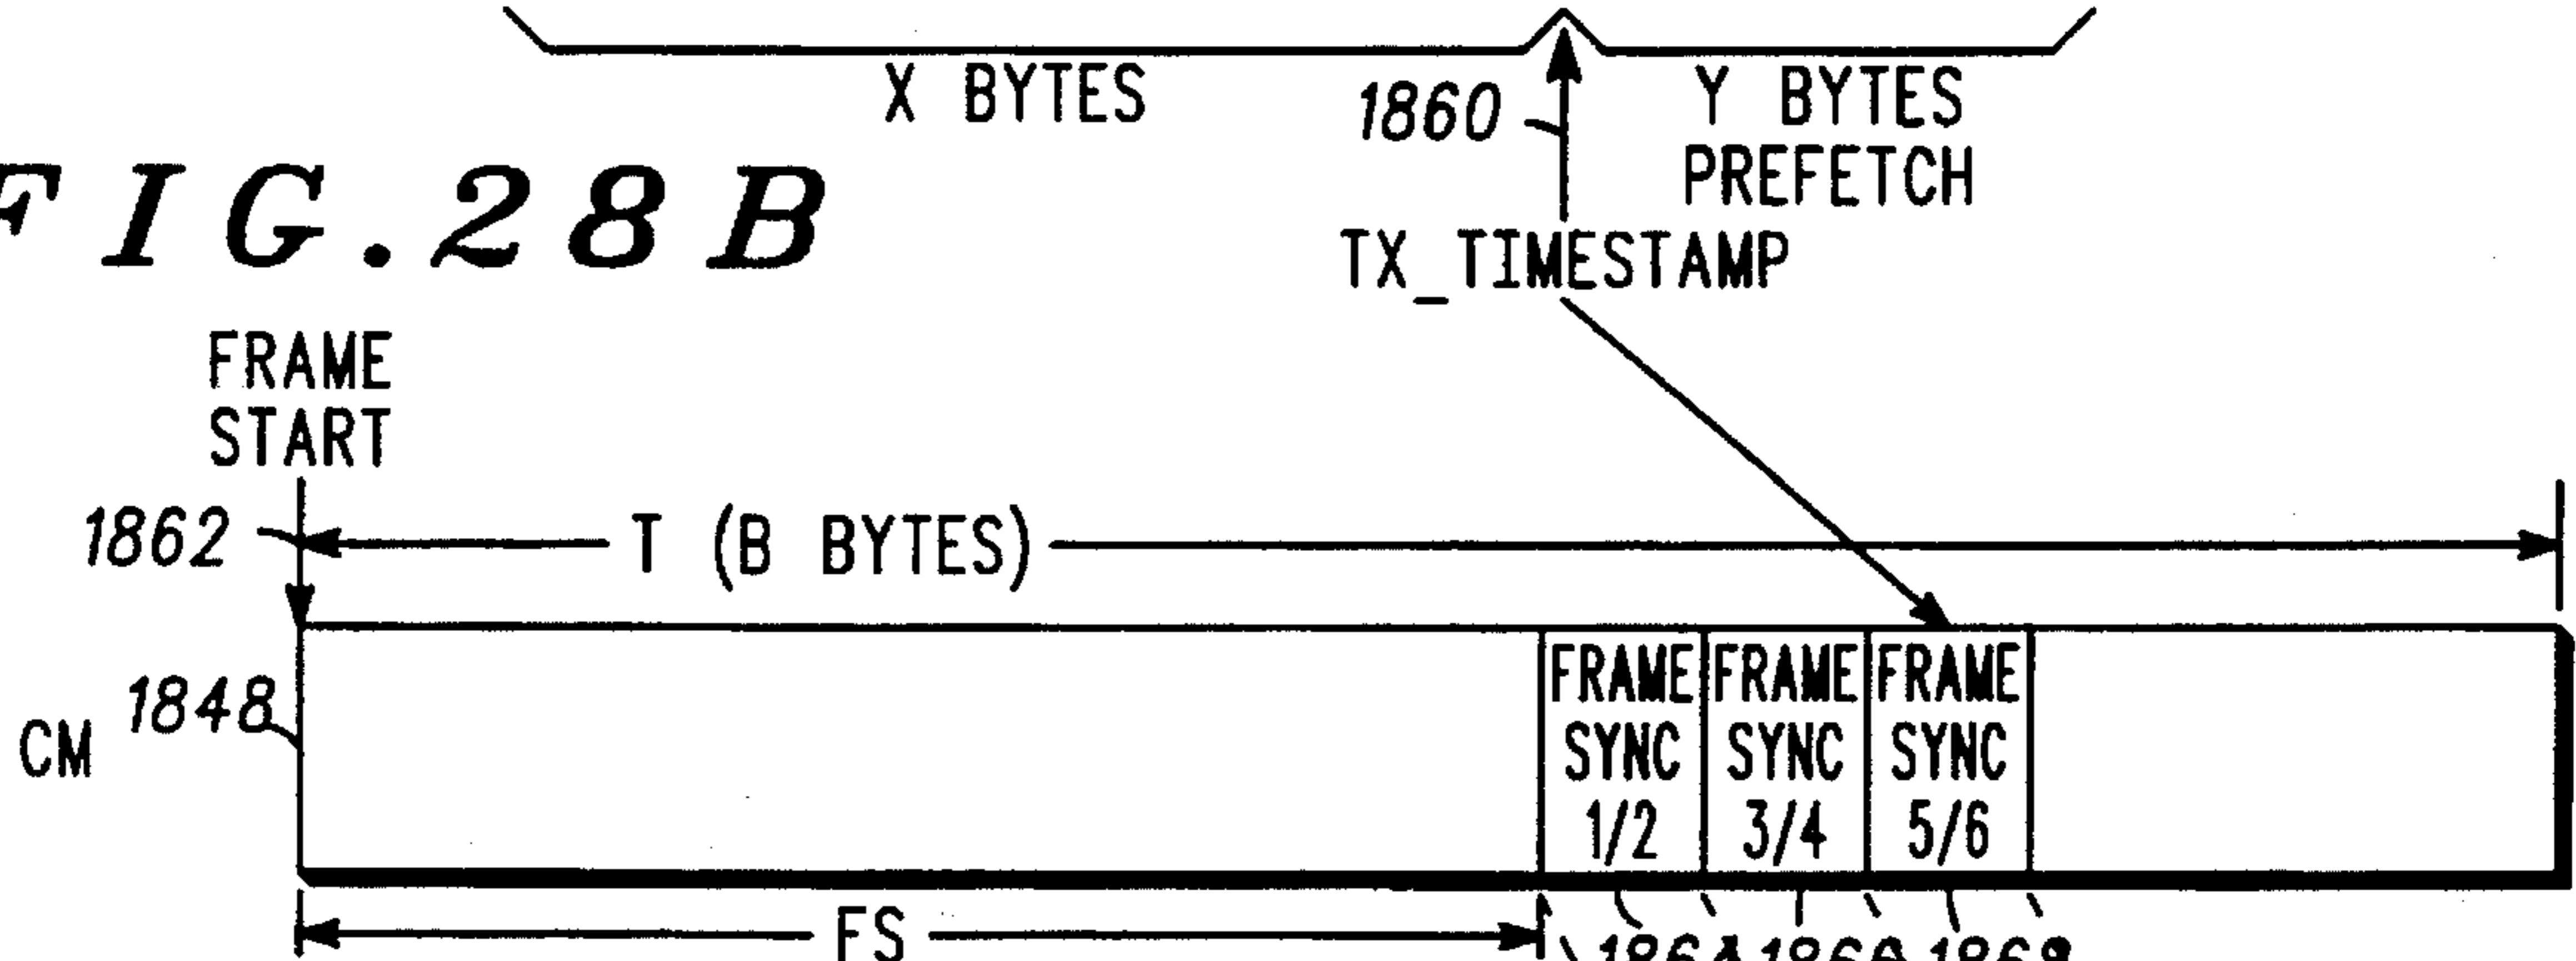 X BYTES
1860
Y BYTES
PREFETCH
FIG.28B
TX_TIMESTAMP
FRAME
START
1862
T (B BYTES)
CM
1848
FRAME
SYNC
1/2
FRAME
SYNC
3/4
FRAME
SYNC
5/6
FS